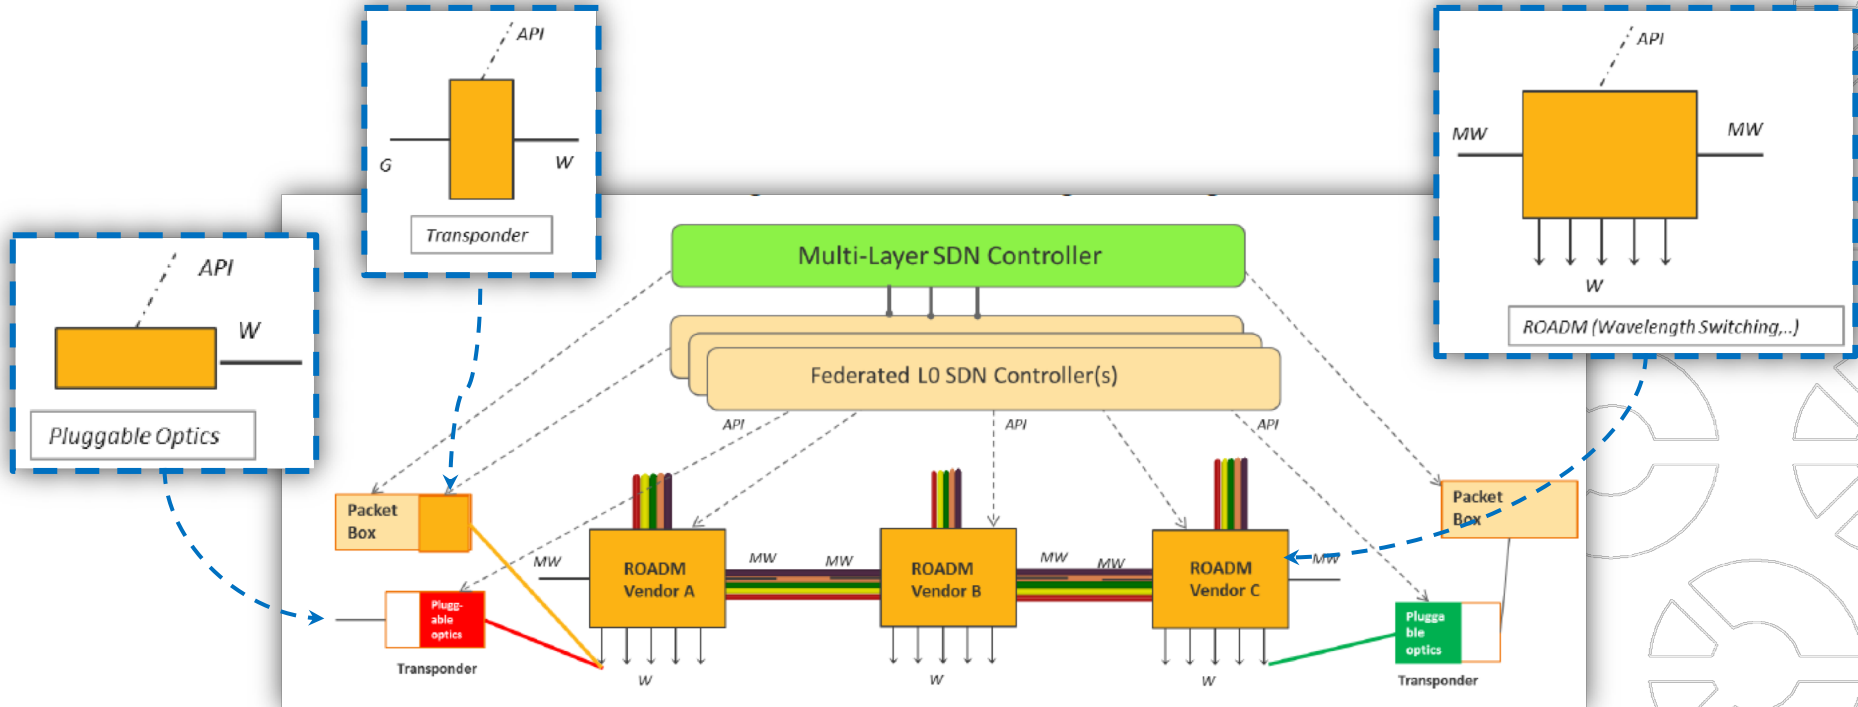 API
G
W
Transponder
API
W
Pluggable Optics
API
MW
MW
W
ROADM (Wavelength Switching,..)
Multi-Layer SDN Controller
Federated L0 SDN Controller(s)
API
API
API
Packet
Box
Plugg-
able
optics
Transponder
MW
ROADM
Vendor A
W
MW
MW
ROADM
Vendor B
W
MW
MW
ROADM
Vendor C
W
MW
Packet
Box
Plugga
ble
optics
Transponder